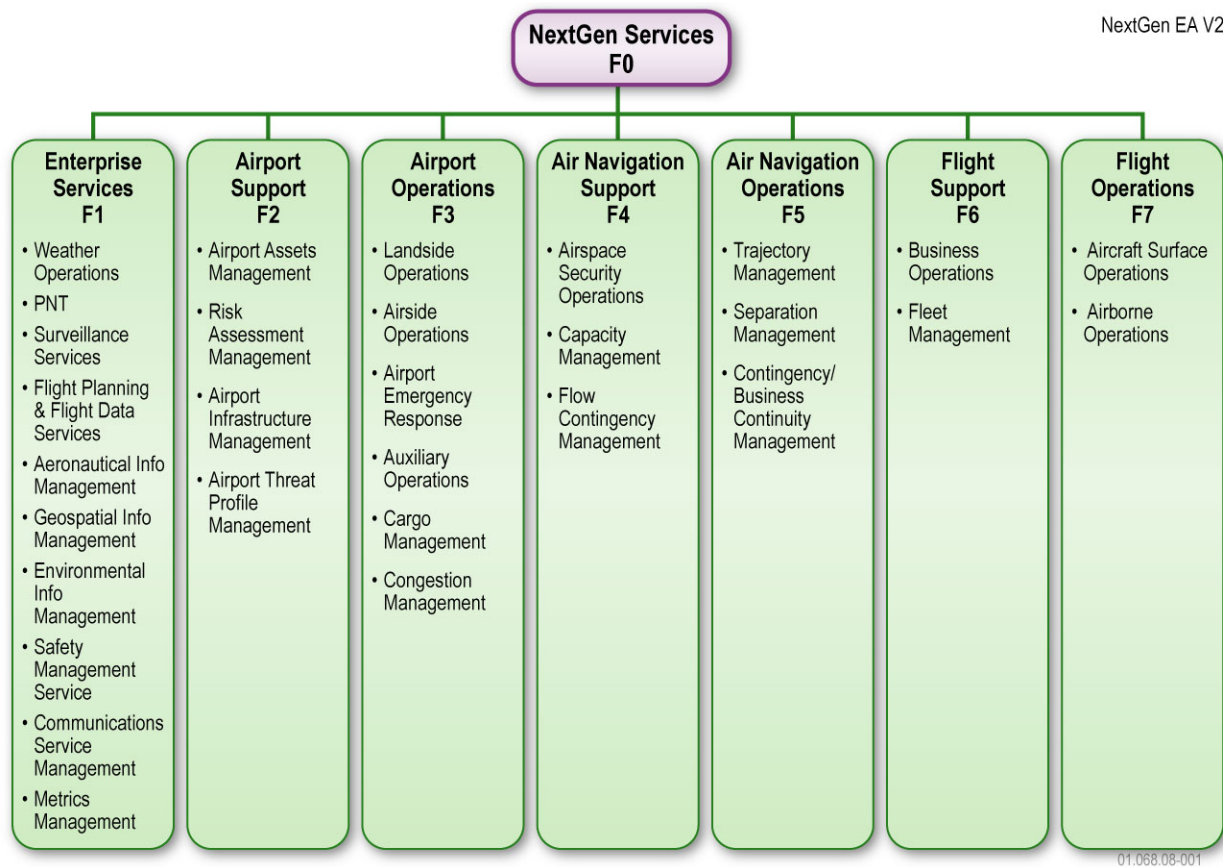 NextGen EA V2
NextGen Services
F0
Enterprise
Services
F1
• Weather
Operations
• PNT
• Surveillance
Services
• Flight Planning
& Flight Data
Services
• Aeronautical Info
Management
• Geospatial Info
Management
• Environmental
Info
Management
• Safety
Management
Service
• Communications
Service
Management
• Metrics
Management
Airport
Support
F2
• Airport Assets
Management
• Risk
Assessment
Management
• Airport
Infrastructure
Management
• Airport Threat
Profile
Management
Airport
Operations
F3
• Landside
Operations
• Airside
Operations
• Airport
Emergency
Response
• Auxiliary
Operations
• Cargo
Management
• Congestion
Management
Air Navigation
Support
F4
• Airspace
Security
Operations
• Capacity
Management
• Flow
Contingency
Management
Air Navigation
Operations
F5
• Trajectory
Management
• Separation
Management
• Contingency/
Business
Continuity
Management
Flight
Support
F6
• Business
Operations
• Fleet
Management
Flight
Operations
F7
• Aircraft Surface
Operations
• Airborne
Operations
01.068.08-001